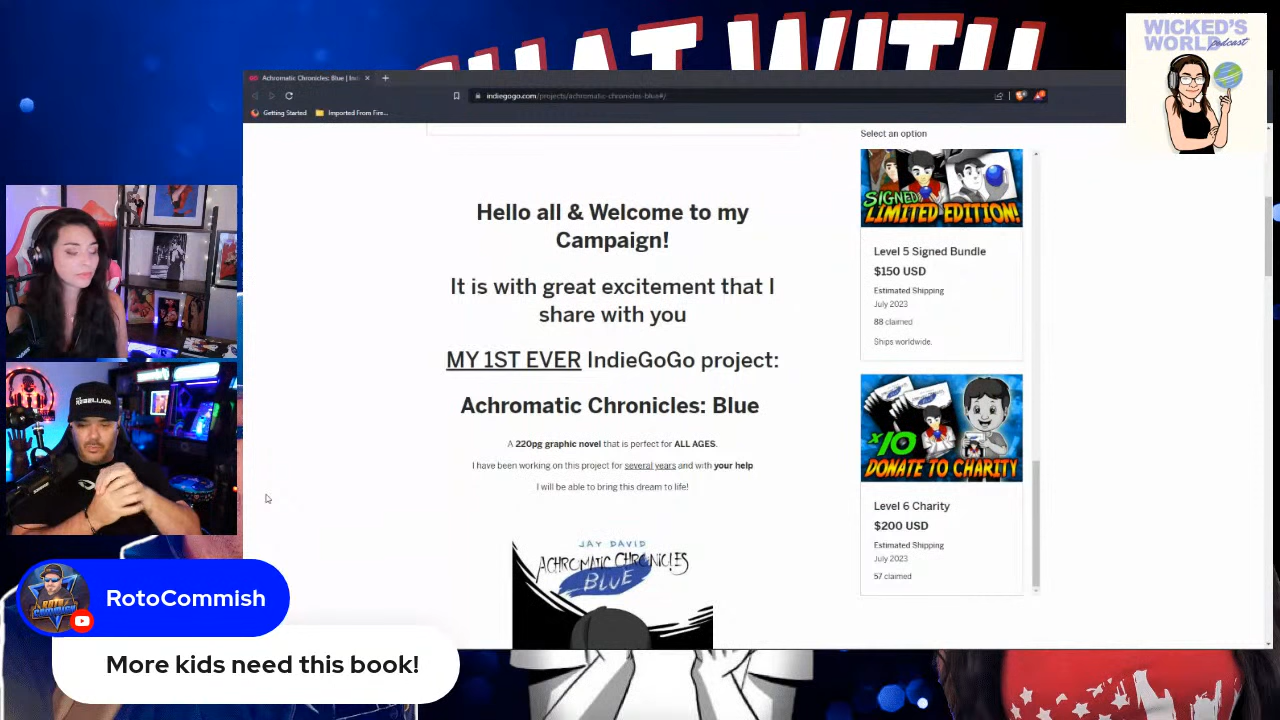 CHAT WITH
WICKED'S
WORLD podcast
Achromatic Chronicles: Blue | Ind
indiegogo.com/projects/achromatic-chronicles-blue#/
Getting Started
Imported From Fire...
Select an option
Hello all & Welcome to my
Campaign!
It is with great excitement that I
share with you
MY 1ST EVER IndieGoGo project:
Achromatic Chronicles: Blue
A 220pg graphic novel that is perfect for ALL AGES.
I have been working on this project for several years and with your help
I will be able to bring this dream to life!
JAY DAVID
ACHROMATIC CHRONICLES
BLUE
SIGNED
LIMITED EDITION!
Level 5 Signed Bundle
$150 USD
Estimated Shipping
July 2023
88 claimed
Ships worldwide.
x10
DONATE TO CHARITY
Level 6 Charity
$200 USD
Estimated Shipping
July 2023
57 claimed
REBELLION
RotoCommish
More kids need this book!